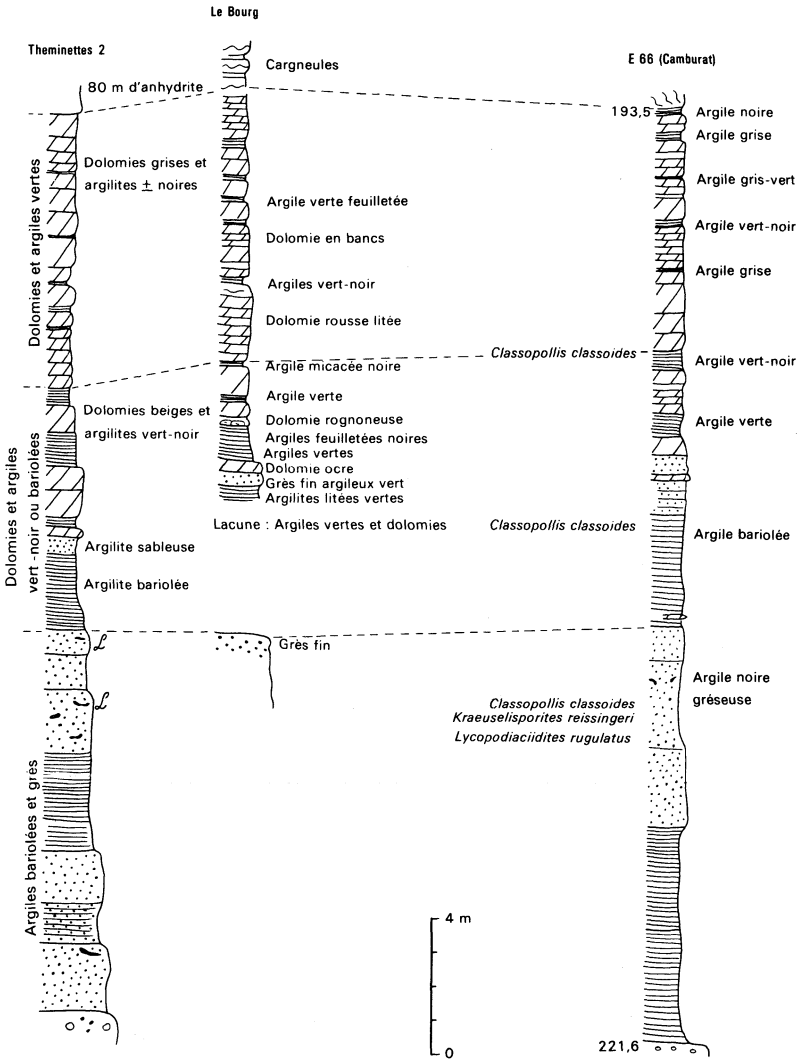 Le Bourg
Theminettes 2
E 66 (Camburat)
Cargneules
80 m d'anhydrite
193,5
Argile noire
Argile grise
Dolomies grises et
argilites ± noires
Argile gris-vert
Argile verte feuilletée
Argile vert-noir
Dolomie en bancs
Argile grise
Argiles vert-noir
Dolomie rousse litée
Dolomies et argiles vertes
Classopollis classoides
Argile micacée noire
Argile vert-noir
Argile verte
Dolomies beiges et
argilites vert-noir
Dolomie rognoneuse
Argile verte
Argiles feuilletées noires
Argiles vertes
Dolomie ocre
Grès fin argileux vert
Argilites litées vertes
Dolomies et argiles
vert-noir ou bariolées
Lacune : Argiles vertes et dolomies
Classopollis classoides
Argile bariolée
Argilite sableuse
Argilite bariolée
L
Grès fin
Argile noire
gréseuse
L
Classopollis classoides
Kraeuselisporites reissingeri
Lycopodiaciidites rugulatus
Argiles bariolées et grès
4 m
0
221,6